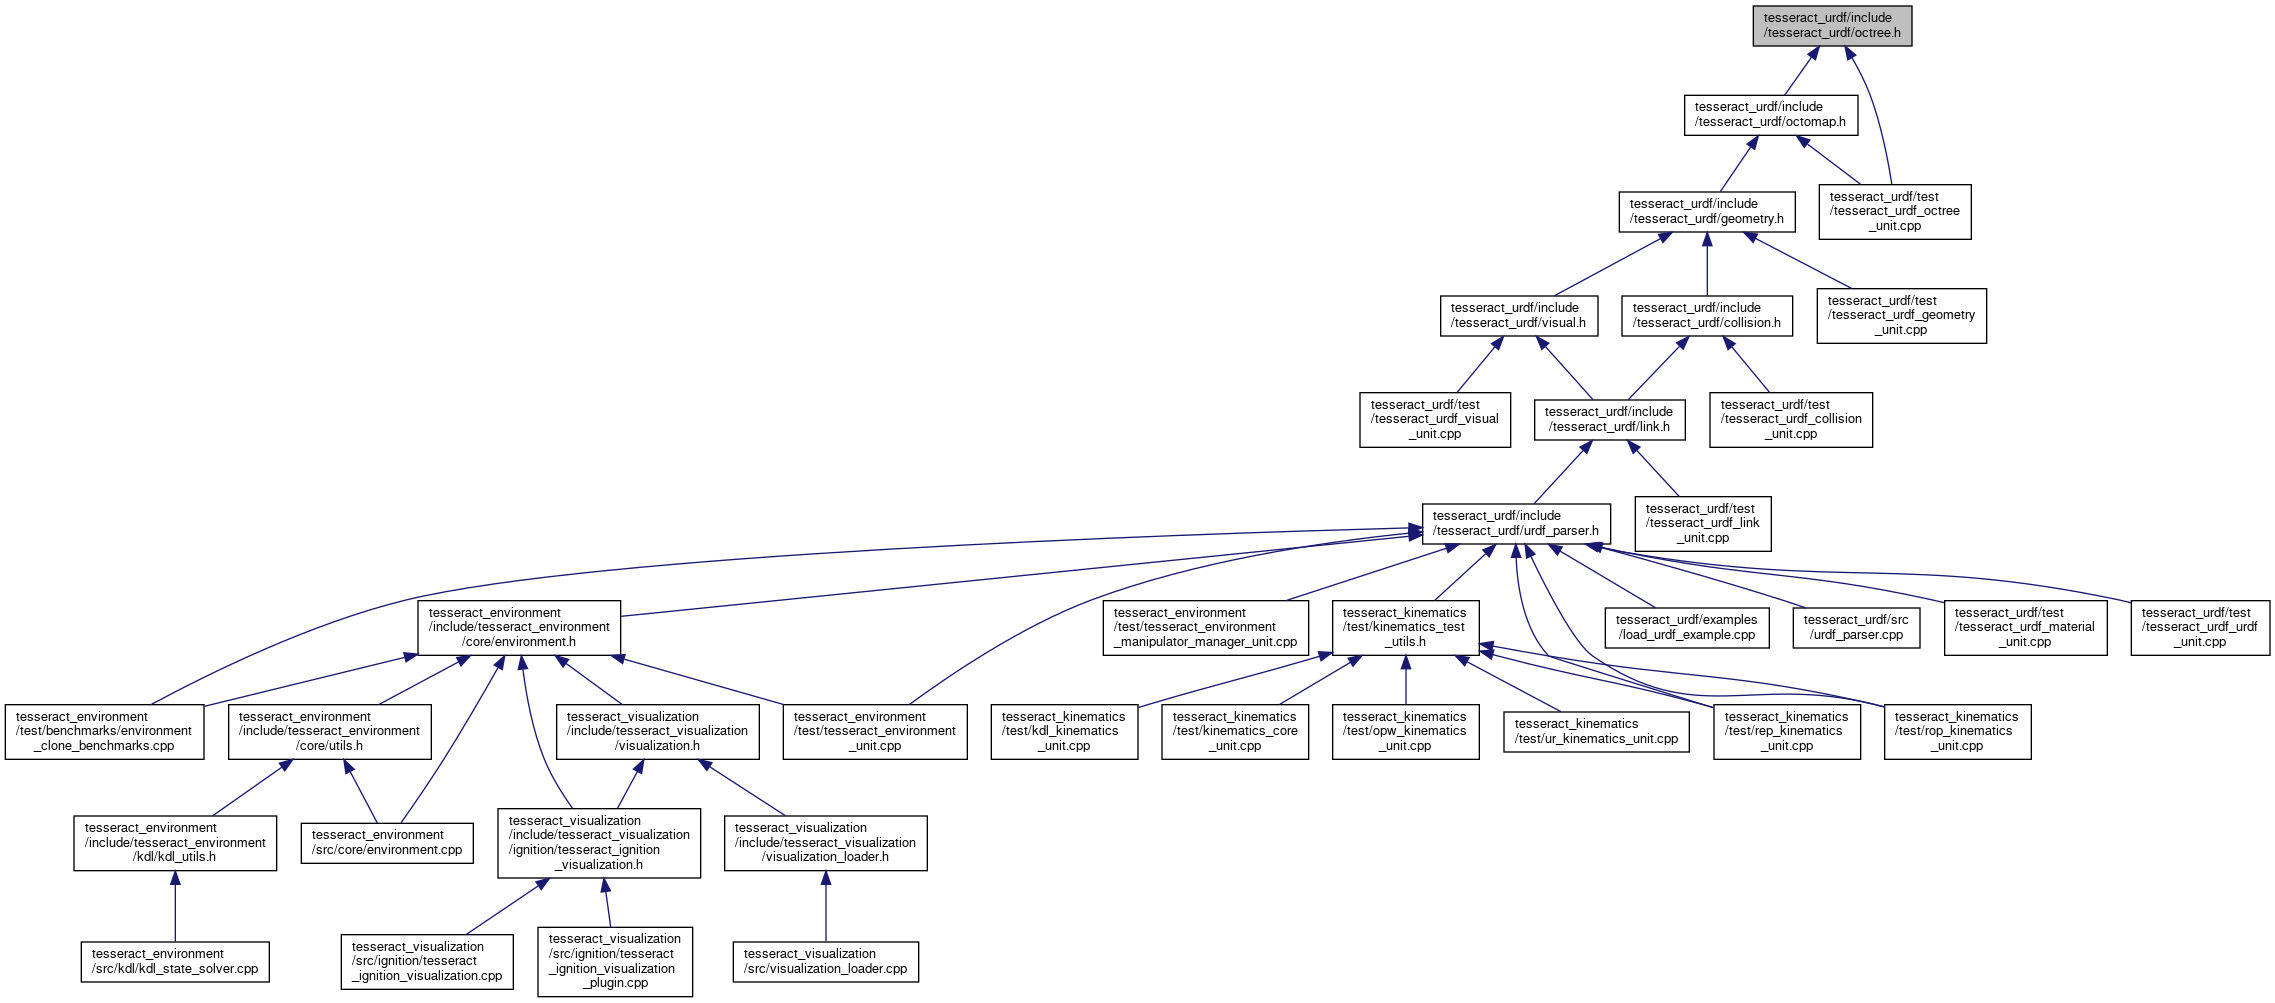 tesseract_urdf/include
/tesseract_urdf/octree.h
tesseract_urdf/include
/tesseract_urdf/octomap.h
tesseract_urdf/include
/tesseract_urdf/geometry.h
tesseract_urdf/test
/tesseract_urdf_octree
_unit.cpp
tesseract_urdf/include
/tesseract_urdf/visual.h
tesseract_urdf/include
/tesseract_urdf/collision.h
tesseract_urdf/test
/tesseract_urdf_geometry
_unit.cpp
tesseract_urdf/test
/tesseract_urdf_visual
_unit.cpp
tesseract_urdf/include
/tesseract_urdf/link.h
tesseract_urdf/test
/tesseract_urdf_collision
_unit.cpp
tesseract_urdf/include
/tesseract_urdf/urdf_parser.h
tesseract_urdf/test
/tesseract_urdf_link
_unit.cpp
tesseract_environment
/include/tesseract_environment
/core/environment.h
tesseract_environment
/test/tesseract_environment
_manipulator_manager_unit.cpp
tesseract_kinematics
/test/kinematics_test
_utils.h
tesseract_urdf/examples
/load_urdf_example.cpp
tesseract_urdf/src
/urdf_parser.cpp
tesseract_urdf/test
/tesseract_urdf_material
_unit.cpp
tesseract_urdf/test
/tesseract_urdf_urdf
_unit.cpp
tesseract_environment
/test/benchmarks/environment
_clone_benchmarks.cpp
tesseract_environment
/include/tesseract_environment
/core/utils.h
tesseract_visualization
/include/tesseract_visualization
/visualization.h
tesseract_environment
/test/tesseract_environment
_unit.cpp
tesseract_kinematics
/test/kdl_kinematics
_unit.cpp
tesseract_kinematics
/test/kinematics_core
_unit.cpp
tesseract_kinematics
/test/opw_kinematics
_unit.cpp
tesseract_kinematics
/test/ur_kinematics_unit.cpp
tesseract_kinematics
/test/rep_kinematics
_unit.cpp
tesseract_kinematics
/test/rop_kinematics
_unit.cpp
tesseract_environment
/include/tesseract_environment
/kdl/kdl_utils.h
tesseract_environment
/src/core/environment.cpp
tesseract_visualization
/include/tesseract_visualization
/ignition/tesseract_ignition
_visualization.h
tesseract_visualization
/include/tesseract_visualization
/visualization_loader.h
tesseract_environment
/src/kdl/kdl_state_solver.cpp
tesseract_visualization
/src/ignition/tesseract
_ignition_visualization.cpp
tesseract_visualization
/src/ignition/tesseract
_ignition_visualization
_plugin.cpp
tesseract_visualization
/src/visualization_loader.cpp